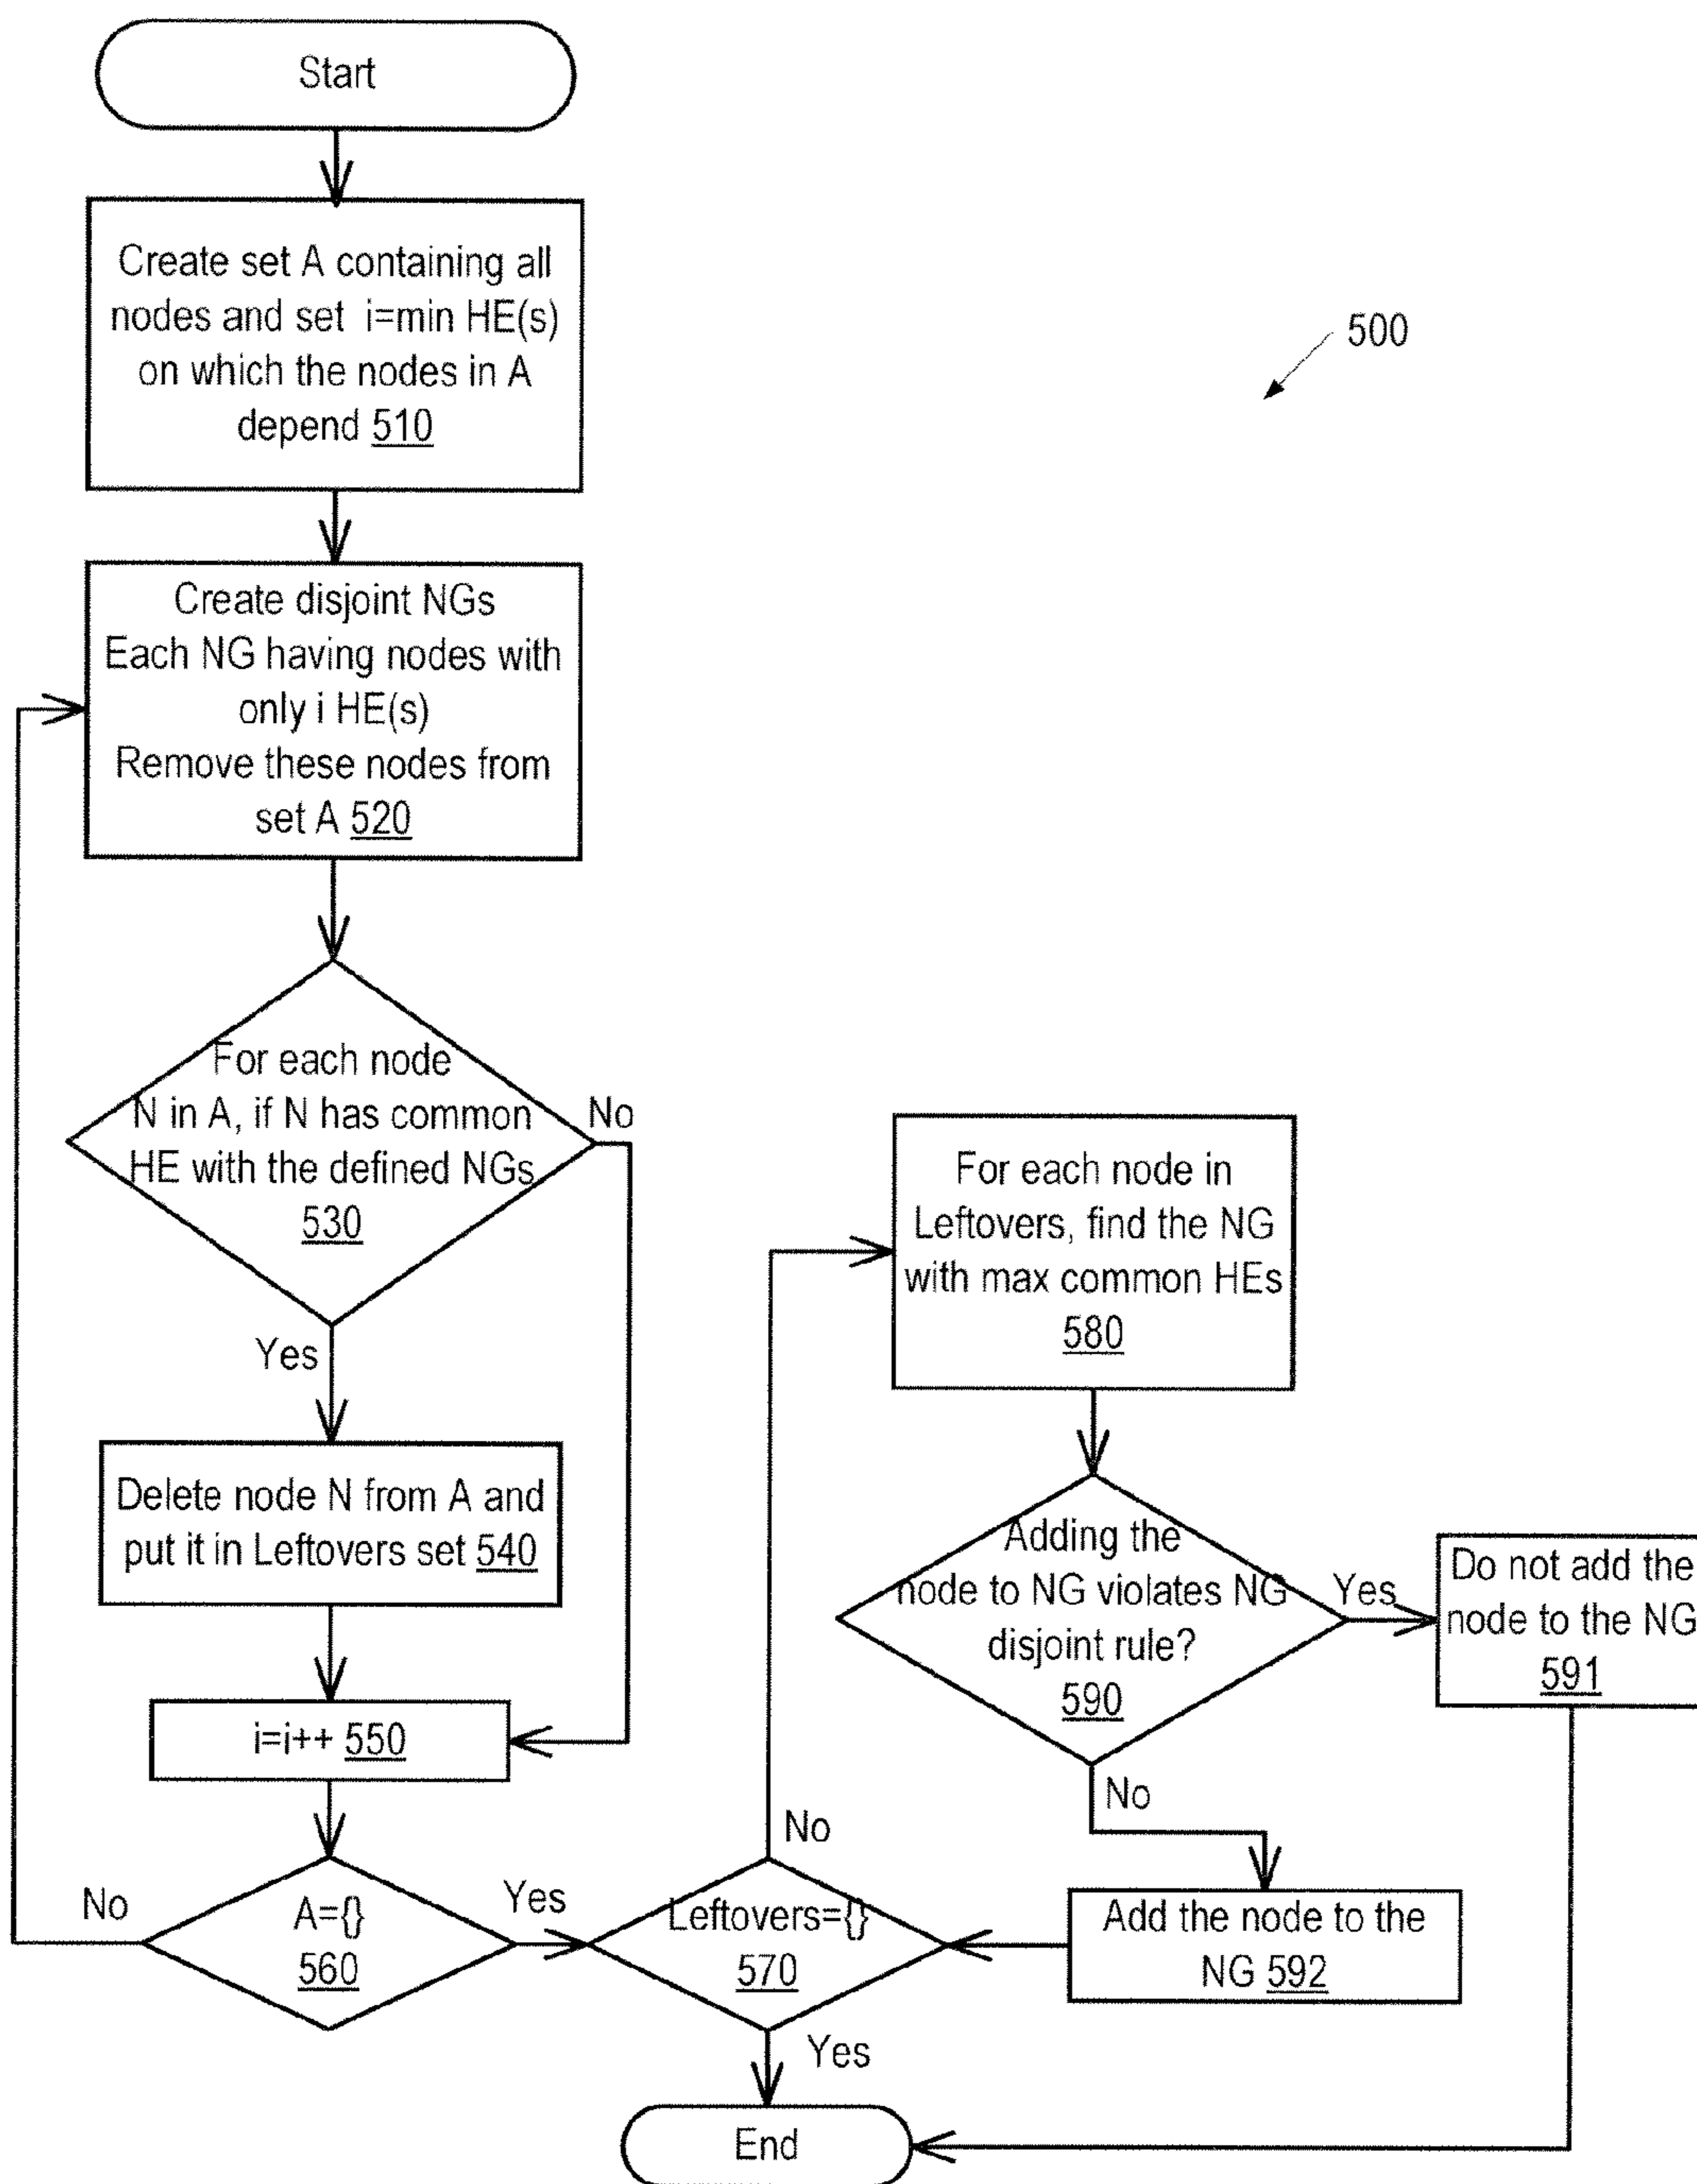 Start
Create set A containing all
nodes and set i=min HE(s)
on which the nodes in A
depend 510
500
Create disjoint NGs
Each NG having nodes with
only i HE(s)
Remove these nodes from
set A 520
For each node
N in A, if N has common
HE with the defined NGs
530
No
Yes
Delete node N from A and
put it in Leftovers set 540
i=i++ 550
A={}
560
No
Yes
Leftovers={}
570
No
Yes
For each node in
Leftovers, find the NG
with max common HEs
580
Adding the
node to NG violates NG
disjoint rule?
590
Yes
No
Do not add the
node to the NG
591
Add the node to the
NG 592
End